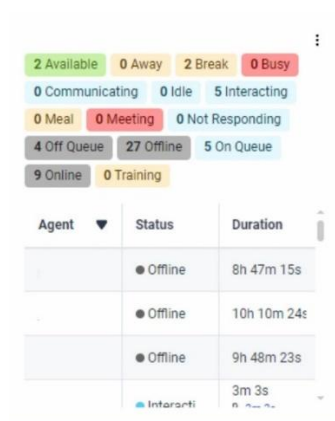 2 Available 0 Away 2 Break 0 Busy
0 Communicating 0 Idle 5 Interacting
0 Meal 0 Meeting 0 Not Responding
4 Off Queue 27 Offline 5 On Queue
9 Online 0 Training
Agent Status Duration
Offline 8h 47m 15s
Offline 10h 10m 24s
Offline 9h 48m 23s
Interacti 3m 3s